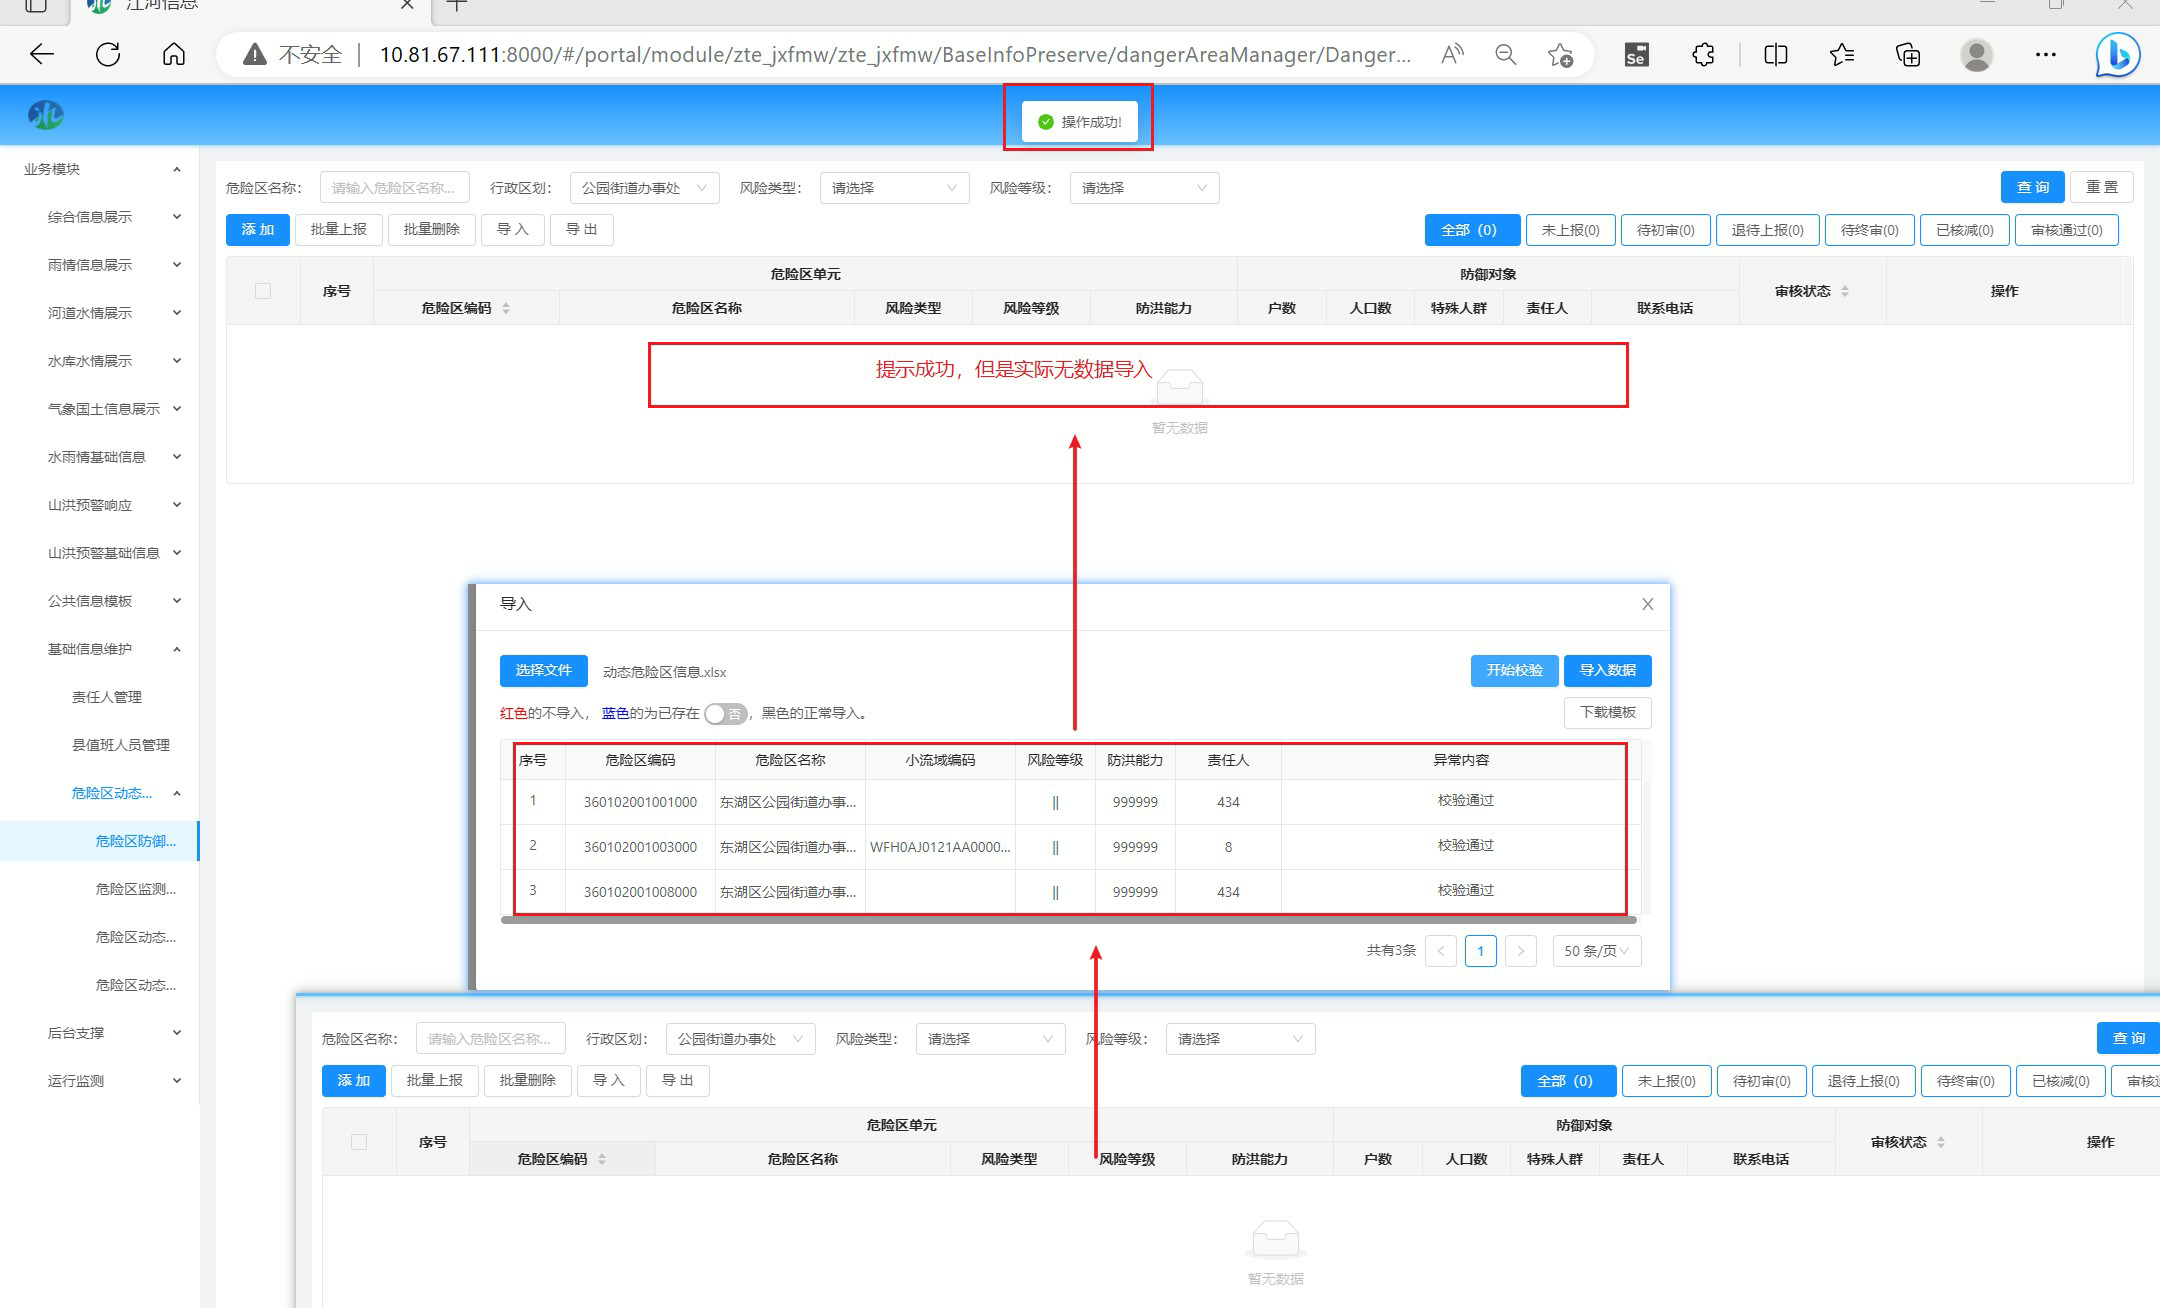 江河信息
不安全 10.81.67.111:8000/#/portal/module/zte_jxfmw/zte_jxfmw/BaseInfoPreserve/dangerAreaManager/Danger...
操作成功!
业务模块
综合信息展示
雨情信息展示
河道水情展示
水库水情展示
气象国土信息展示
水雨情基础信息
山洪预警响应
山洪预警基础信息
公共信息模板
基础信息维护
责任人管理
县值班人员管理
危险区动态...
危险区防御...
危险区监测...
危险区动态...
危险区动态...
后台支撑
运行监测
危险区名称: 请输入危险区名称... 行政区划: 公园街道办事处 风险类型: 请选择 风险等级: 请选择 查 询 重 置
添 加 批量上报 批量删除 导 入 导 出 全部 (0) 未上报(0) 待初审(0) 退待上报(0) 待终审(0) 已核减(0) 审核通过(0)
序号 危险区单元 防御对象 审核状态 操作
危险区编码 危险区名称 风险类型 风险等级 防洪能力 户数 人口数 特殊人群 责任人 联系电话
提示成功，但是实际无数据导入
暂无数据
导入
选择文件 动态危险区信息.xlsx 开始校验 导入数据
红色的不导入， 蓝色的为已存在 否 ，黑色的正常导入。 下载模板
序号 危险区编码 危险区名称 小流域编码 风险等级 防洪能力 责任人 异常内容
1 360102001001000 东湖区公园街道办事... || 999999 434 校验通过
2 360102001003000 东湖区公园街道办事... WFH0AJ0121AA0000... || 999999 8 校验通过
3 360102001008000 东湖区公园街道办事... || 999999 434 校验通过
共有3条 < 1 > 50 条/页
危险区名称: 请输入危险区名称... 行政区划: 公园街道办事处 风险类型: 请选择 风险等级: 请选择 查 询
添 加 批量上报 批量删除 导 入 导 出 全部 (0) 未上报(0) 待初审(0) 退待上报(0) 待终审(0) 已核减(0) 审核
序号 危险区单元 防御对象 审核状态 操作
危险区编码 危险区名称 风险类型 风险等级 防洪能力 户数 人口数 特殊人群 责任人 联系电话
暂无数据